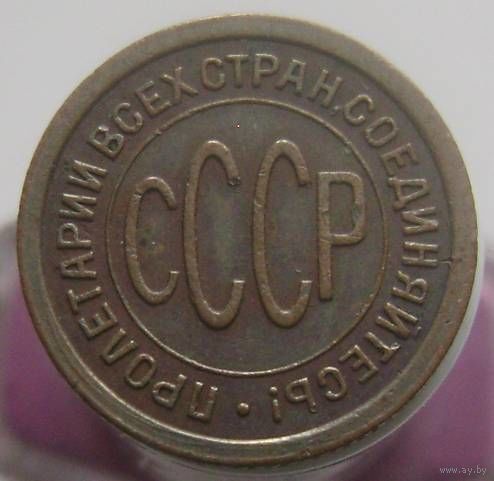 ПРОЛЕТАРИИ ВСЕХ СТРАН, СОЕДИНЯЙТЕСЬ! •
СССР
www.ay.by